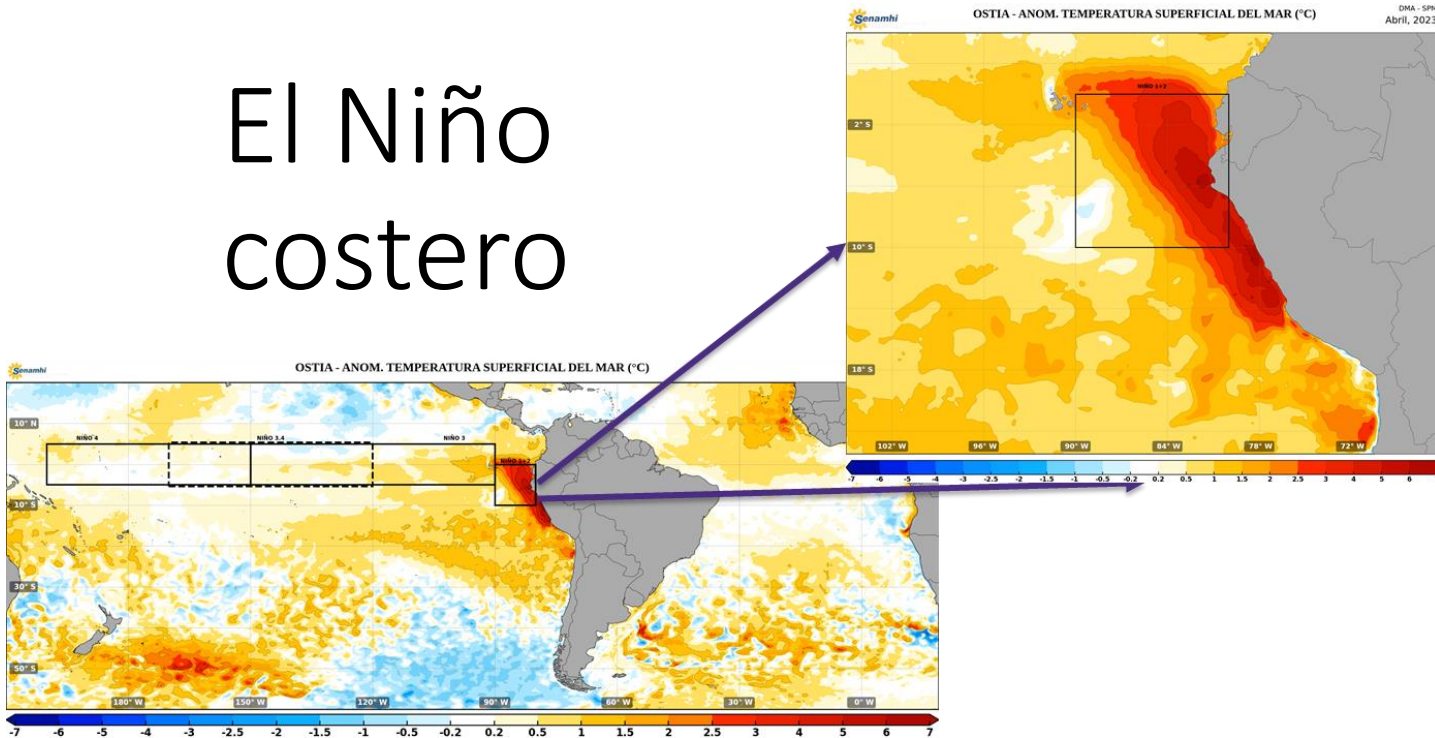 El Niño
costero
Senamhi
OSTIA - ANOM. TEMPERATURA SUPERFICIAL DEL MAR (°C)
DMA - SPM
Abril, 2023
NIÑO 1+2
2° S
10° S
18° S
102° W 96° W 90° W 84° W 78° W 72° W
-7 -6 -5 -4 -3 -2.5 -2 -1.5 -1 -0.5 -0.2 0.2 0.5 1 1.5 2 2.5 3 4 5 6
Senamhi
OSTIA - ANOM. TEMPERATURA SUPERFICIAL DEL MAR (°C)
10° N
NIÑO 4 NIÑO 3.4 NIÑO 3
NIÑO 1+2
10° S
30° S
50° S
180° W 150° W 120° W 90° W 60° W 30° W 0° W
-7 -6 -5 -4 -3 -2.5 -2 -1.5 -1 -0.5 -0.2 0.2 0.5 1 1.5 2 2.5 3 4 5 6 7